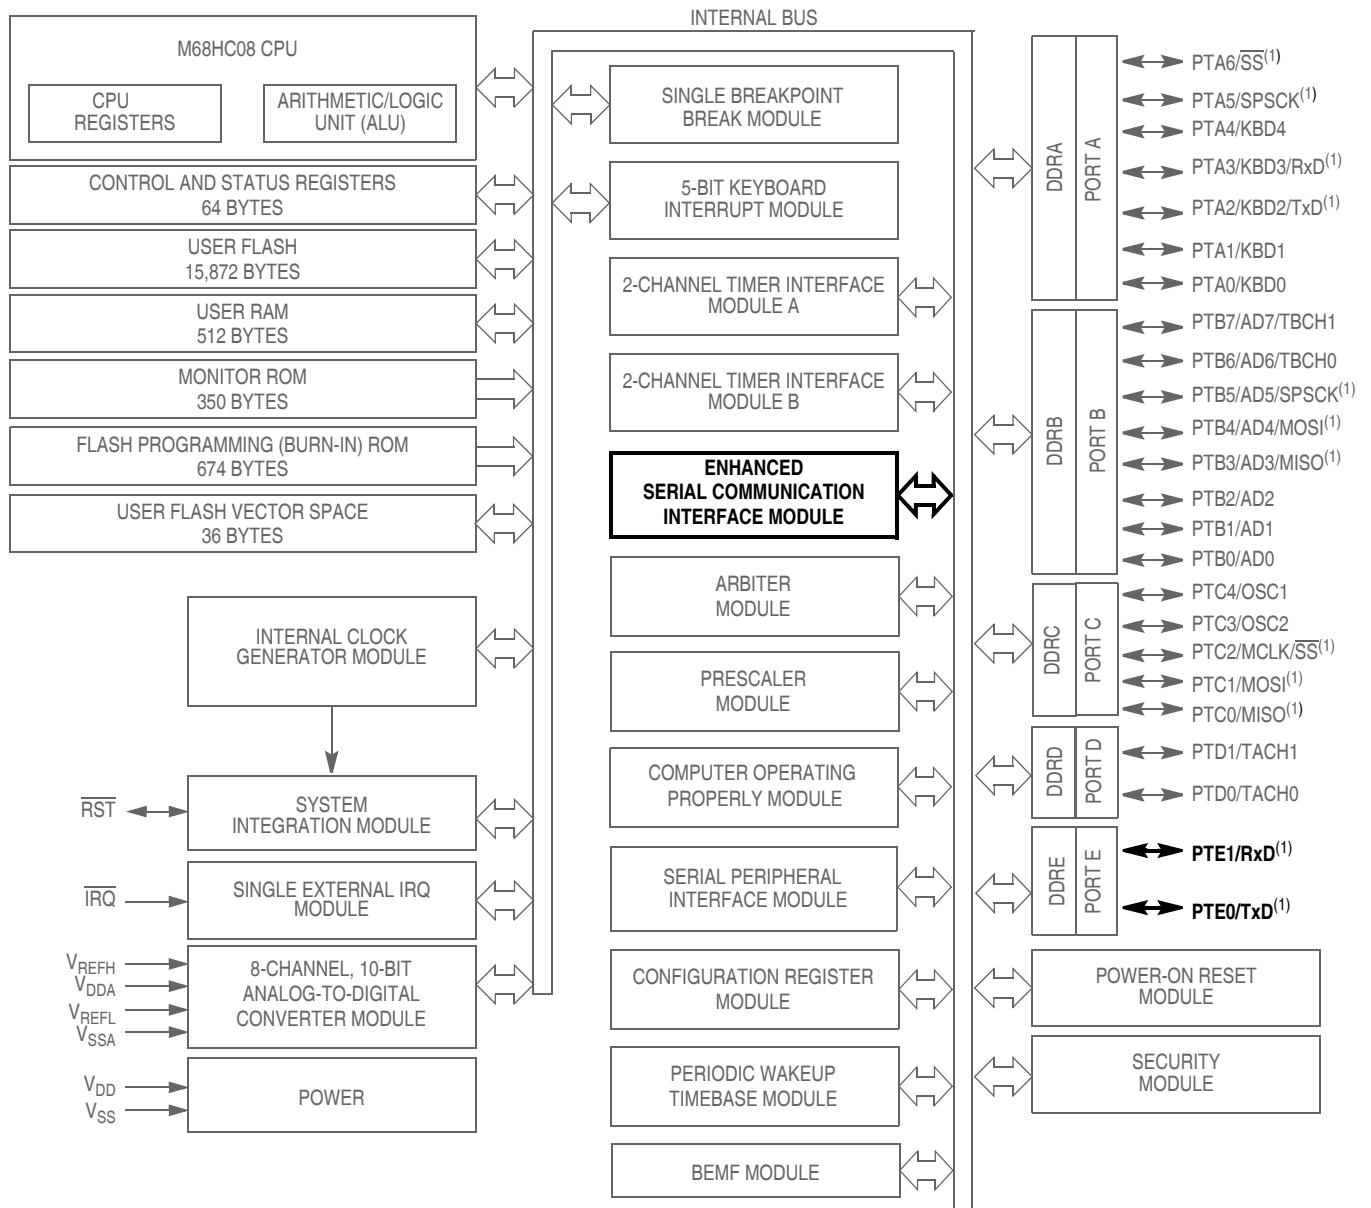 INTERNAL BUS
M68HC08 CPU
CPU
REGISTERS
ARITHMETIC/LOGIC
UNIT (ALU)
CONTROL AND STATUS REGISTERS
64 BYTES
USER FLASH
15,872 BYTES
USER RAM
512 BYTES
MONITOR ROM
350 BYTES
FLASH PROGRAMMING (BURN-IN) ROM
674 BYTES
USER FLASH VECTOR SPACE
36 BYTES
INTERNAL CLOCK
GENERATOR MODULE
RST
SYSTEM
INTEGRATION MODULE
IRQ
SINGLE EXTERNAL IRQ
MODULE
VREFH
VDDA
VREFL
VSSA
8-CHANNEL, 10-BIT
ANALOG-TO-DIGITAL
CONVERTER MODULE
VDD
VSS
POWER
SINGLE BREAKPOINT
BREAK MODULE
5-BIT KEYBOARD
INTERRUPT MODULE
2-CHANNEL TIMER INTERFACE
MODULE A
2-CHANNEL TIMER INTERFACE
MODULE B
ENHANCED
SERIAL COMMUNICATION
INTERFACE MODULE
ARBITER
MODULE
PRESCALER
MODULE
COMPUTER OPERATING
PROPERLY MODULE
SERIAL PERIPHERAL
INTERFACE MODULE
CONFIGURATION REGISTER
MODULE
PERIODIC WAKEUP
TIMEBASE MODULE
BEMF MODULE
DDRA
PORT A
PTA6/SS(1)
PTA5/SPSCK(1)
PTA4/KBD4
PTA3/KBD3/RxD(1)
PTA2/KBD2/TxD(1)
PTA1/KBD1
PTA0/KBD0
DDRB
PORT B
PTB7/AD7/TBCH1
PTB6/AD6/TBCH0
PTB5/AD5/SPSCK(1)
PTB4/AD4/MOSI(1)
PTB3/AD3/MISO(1)
PTB2/AD2
PTB1/AD1
PTB0/AD0
DDRC
PORT C
PTC4/OSC1
PTC3/OSC2
PTC2/MCLK/SS(1)
PTC1/MOSI(1)
PTC0/MISO(1)
DDRD
PORT D
PTD1/TACH1
PTD0/TACH0
DDRE
PORT E
PTE1/RxD(1)
PTE0/TxD(1)
POWER-ON RESET
MODULE
SECURITY
MODULE